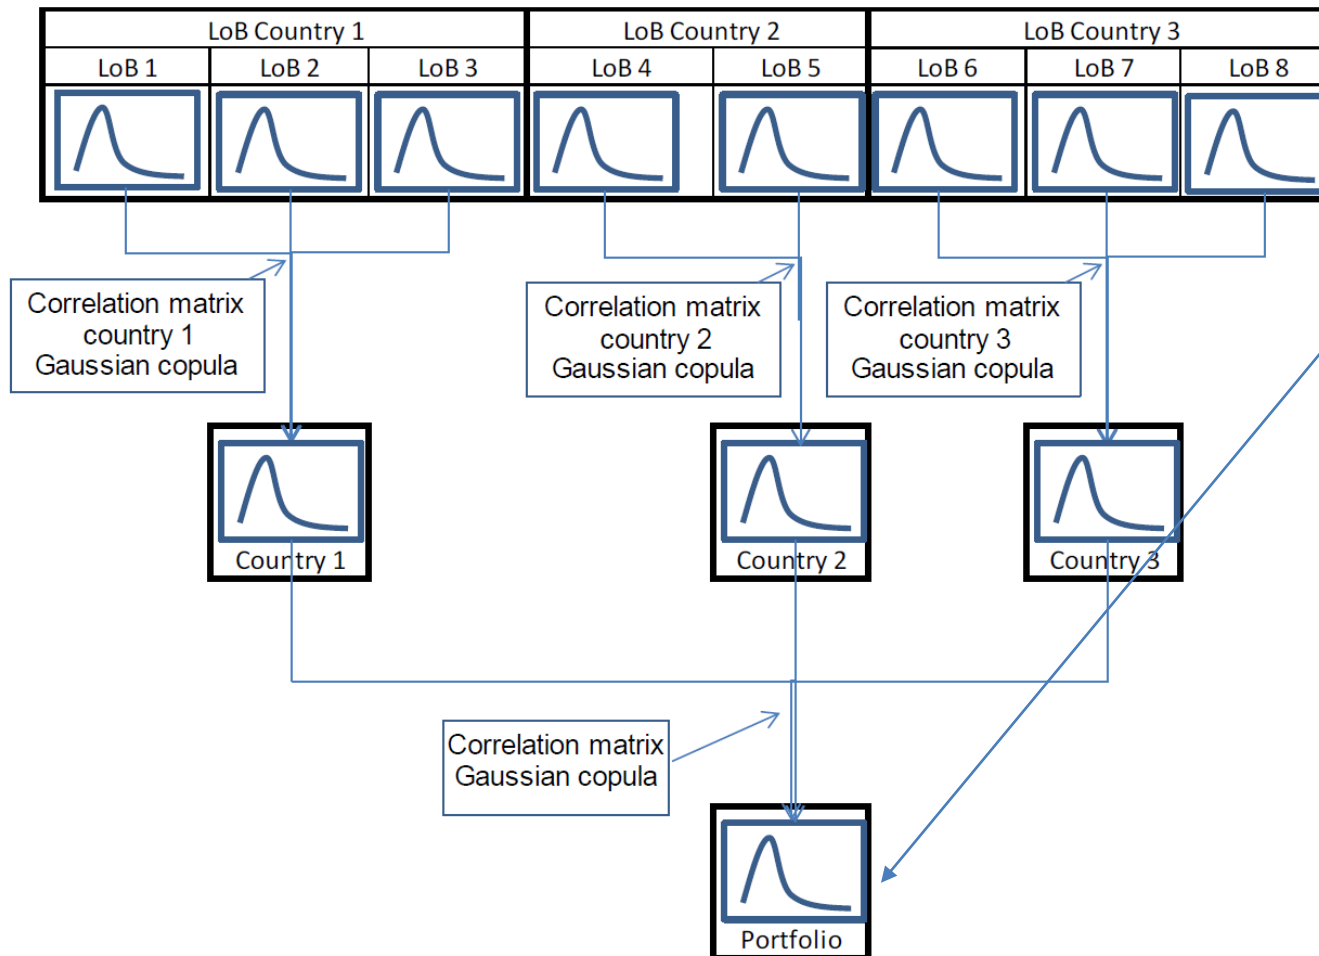 LoB Country 1
LoB Country 2
LoB Country 3
LoB 1
LoB 2
LoB 3
LoB 4
LoB 5
LoB 6
LoB 7
LoB 8
Correlation matrix
country 1
Gaussian copula
Correlation matrix
country 2
Gaussian copula
Correlation matrix
country 3
Gaussian copula
Country 1
Country 2
Country 3
Correlation matrix
Gaussian copula
Portfolio